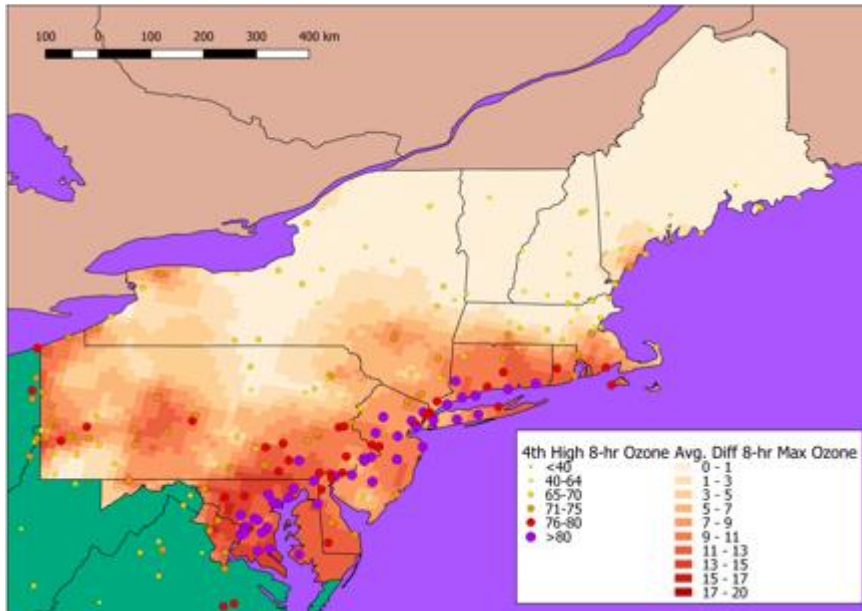 100 0 100 200 300 400 km
4th High 8-hr Ozone Avg. Diff 8-hr Max Ozone
<40 0 - 1
40-64 1 - 3
65-70 3 - 5
71-75 5 - 7
76-80 7 - 9
>80 9 - 11
11 - 13
13 - 15
15 - 17
17 - 20